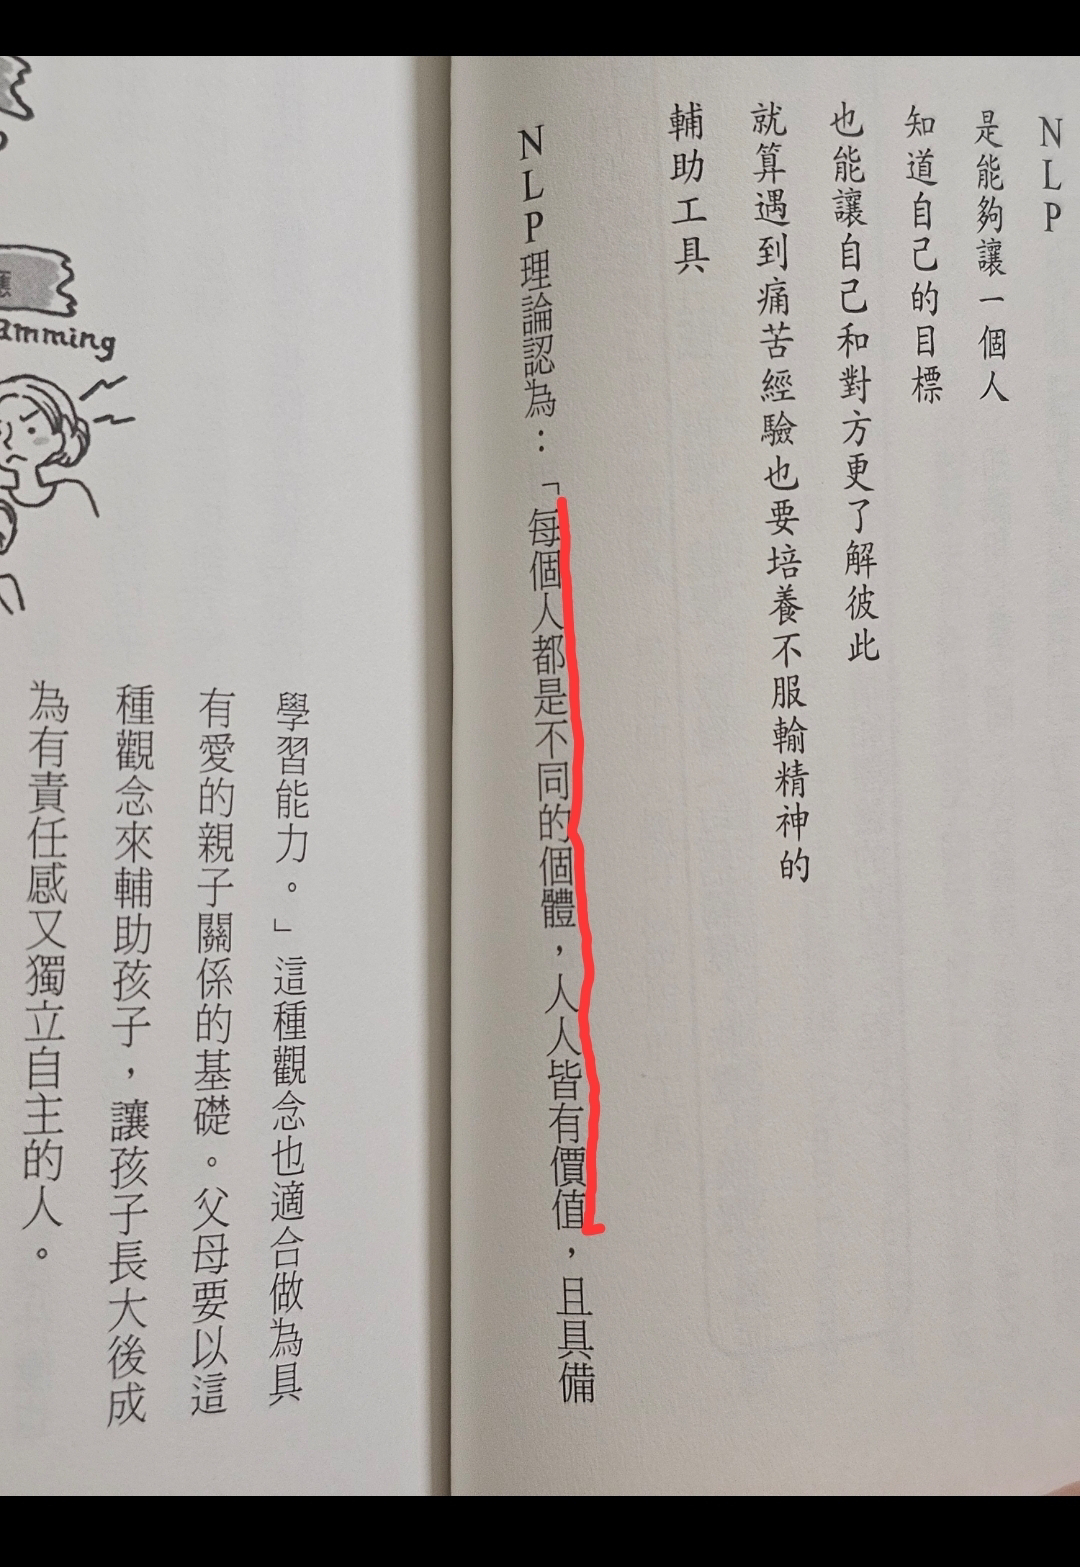 NLP
是能夠讓一個人
知道自己的目標
也能讓自己和對方更了解彼此
就算遇到痛苦經驗也要培養不服輸精神的
輔助工具
NLP理論認為：「每個人都是不同的個體，人人皆有價值，且具備
學習能力。」這種觀念也適合做為具
有愛的親子關係的基礎。父母要以這
種觀念來輔助孩子，讓孩子長大後成
為有責任感又獨立自主的人。
應
amming